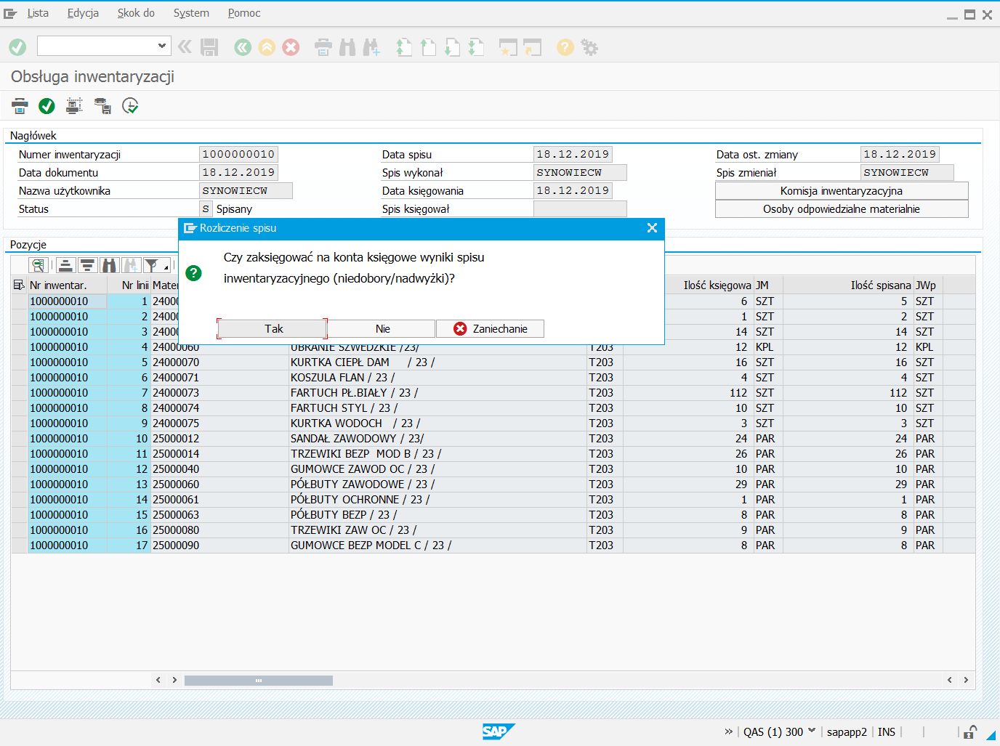 Lista Edycja Skok do System Pomoc
Obsługa inwentaryzacji
Nagłówek
Numer inwentaryzacji 1000000010 Data spisu 18.12.2019 Data ost. zmiany 18.12.2019
Data dokumentu 18.12.2019 Spis wykonał SYNOWIECW Spis zmieniał SYNOWIECW
Nazwa użytkownika SYNOWIECW Data księgowania 18.12.2019 Komisja inwentaryzacyjna
Status S Spisany Spis księgował Osoby odpowiedzialne materialnie
Rozliczenie spisu
Czy zaksięgować na konta księgowe wyniki spisu
inwentaryzacyjnego (niedobory/nadwyżki)?
Tak Nie Zaniechanie
Pozycje
Nr inwentar. Nr linii Mater Ilość księgowa JM Ilość spisana JWp
1000000010 1 2400 6 SZT 5 SZT
1000000010 2 2400 1 SZT 2 SZT
1000000010 3 2400 14 SZT 14 SZT
1000000010 4 24000060 UBRANIE SZWEDZKIE /23/ T203 12 KPL 12 KPL
1000000010 5 24000070 KURTKA CIEPŁ DAM / 23 / T203 16 SZT 16 SZT
1000000010 6 24000071 KOSZULA FLAN / 23 / T203 4 SZT 4 SZT
1000000010 7 24000073 FARTUCH PŁ.BIAŁY / 23 / T203 112 SZT 112 SZT
1000000010 8 24000074 FARTUCH STYL / 23 / T203 10 SZT 10 SZT
1000000010 9 24000075 KURTKA WODOCH / 23 / T203 3 SZT 3 SZT
1000000010 10 25000012 SANDAŁ ZAWODOWY / 23/ T203 24 PAR 24 PAR
1000000010 11 25000014 TRZEWIKI BEZP MOD B / 23 / T203 26 PAR 26 PAR
1000000010 12 25000040 GUMOWCE ZAWOD OC / 23 / T203 10 PAR 10 PAR
1000000010 13 25000060 PÓŁBUTY ZAWODOWE / 23 / T203 29 PAR 29 PAR
1000000010 14 25000061 PÓŁBUTY OCHRONNE / 23 / T203 1 PAR 1 PAR
1000000010 15 25000063 PÓŁBUTY BEZP / 23 / T203 8 PAR 8 PAR
1000000010 16 25000080 TRZEWIKI ZAW OC / 23 / T203 9 PAR 9 PAR
1000000010 17 25000090 GUMOWCE BEZP MODEL C / 23 / T203 8 PAR 8 PAR
SAP QAS (1) 300 sapapp2 INS